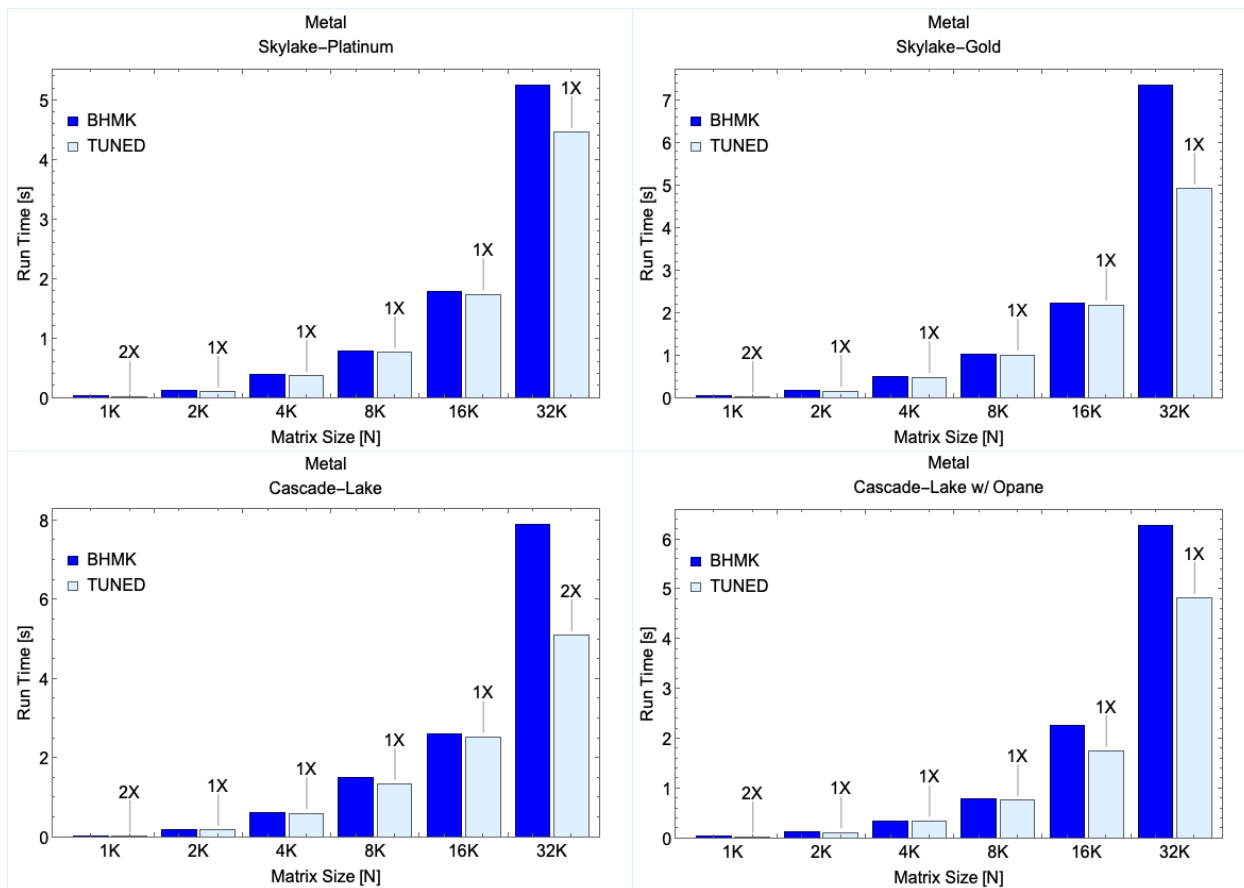 Metal
Skylake–Platinum
BHMK
TUNED
Run Time [s]
5
4
3
2
1
0
2X
1X
1X
1X
1X
1X
1K 2K 4K 8K 16K 32K
Matrix Size [N]
Metal
Skylake–Gold
BHMK
TUNED
Run Time [s]
7
6
5
4
3
2
1
0
2X
1X
1X
1X
1X
1X
1K 2K 4K 8K 16K 32K
Matrix Size [N]
Metal
Cascade–Lake
BHMK
TUNED
Run Time [s]
8
6
4
2
0
2X
1X
1X
1X
1X
2X
1K 2K 4K 8K 16K 32K
Matrix Size [N]
Metal
Cascade–Lake w/ Opane
BHMK
TUNED
Run Time [s]
6
5
4
3
2
1
0
2X
1X
1X
1X
1X
1X
1K 2K 4K 8K 16K 32K
Matrix Size [N]